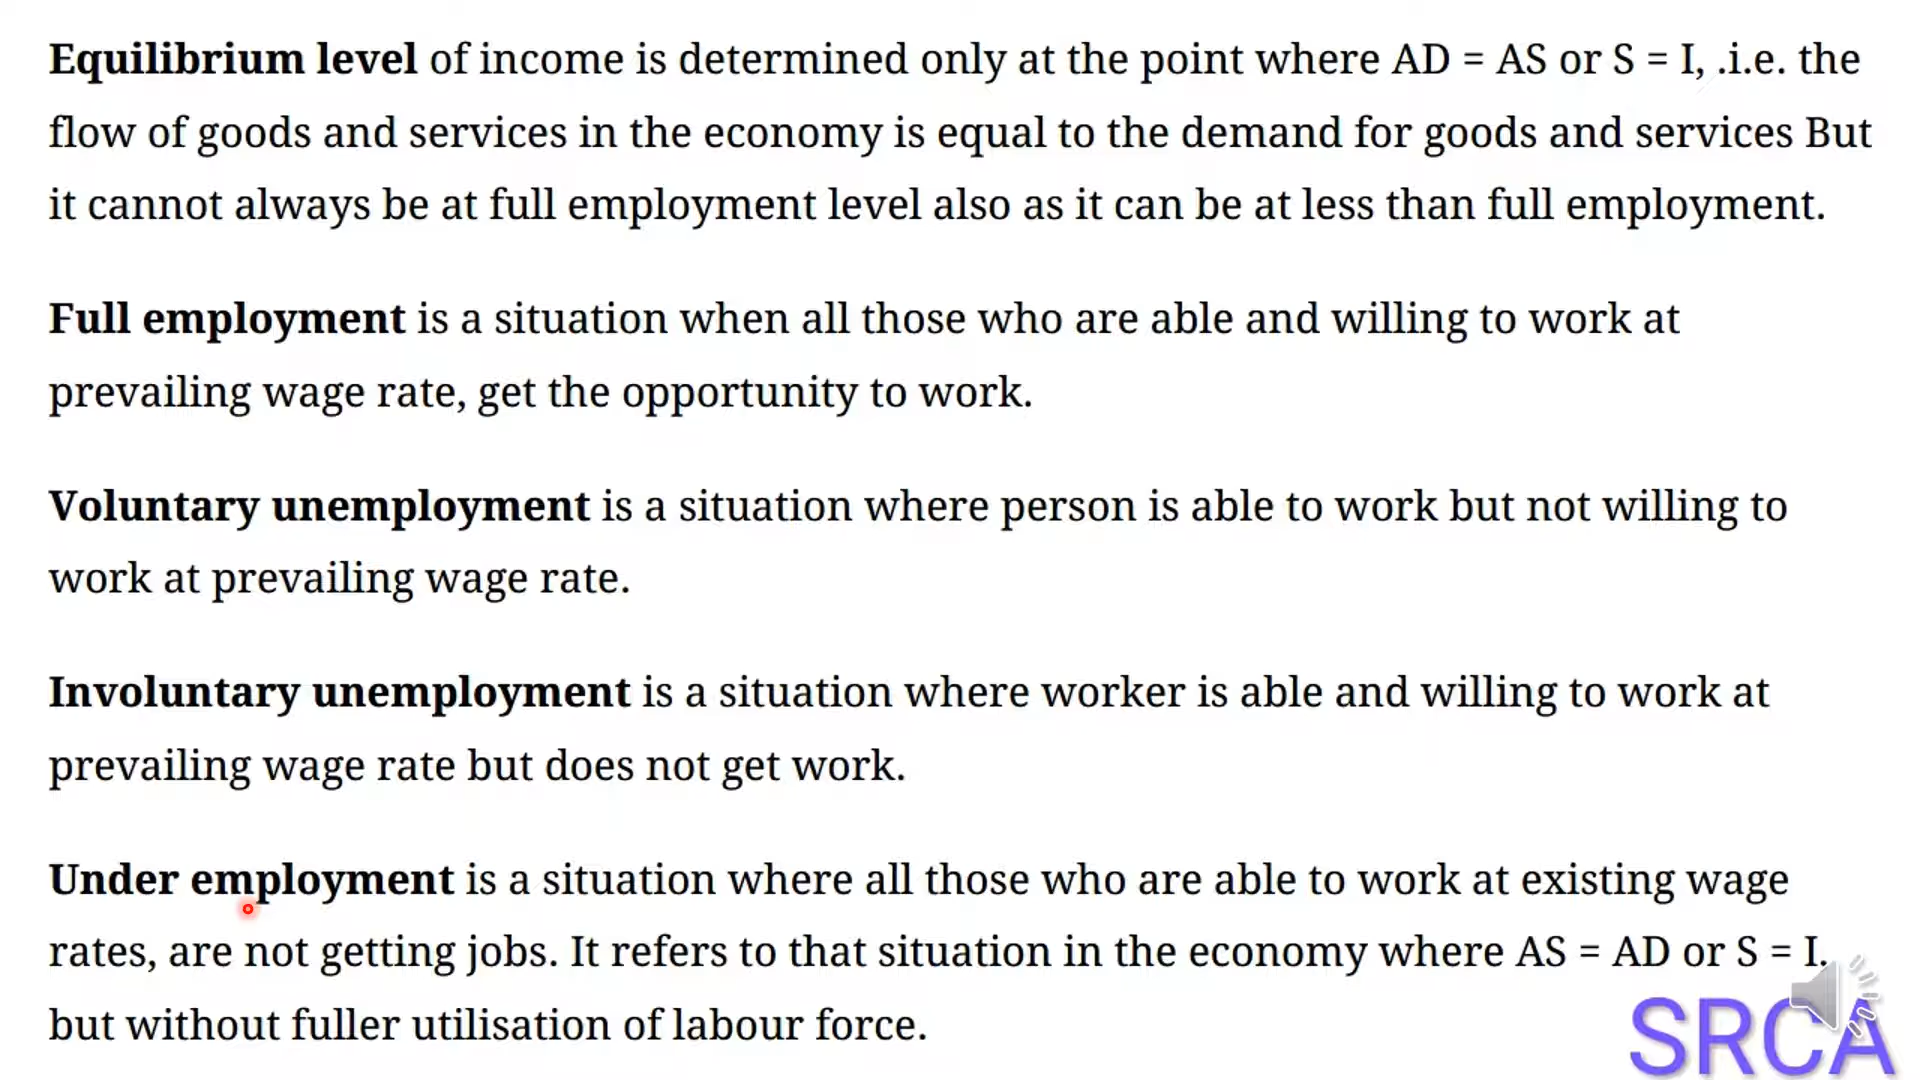 Equilibrium level of income is determined only at the point where AD = AS or S = I, .i.e. the
flow of goods and services in the economy is equal to the demand for goods and services But
it cannot always be at full employment level also as it can be at less than full employment.
Full employment is a situation when all those who are able and willing to work at
prevailing wage rate, get the opportunity to work.
Voluntary unemployment is a situation where person is able to work but not willing to
work at prevailing wage rate.
Involuntary unemployment is a situation where worker is able and willing to work at
prevailing wage rate but does not get work.
Under employment is a situation where all those who are able to work at existing wage
rates, are not getting jobs. It refers to that situation in the economy where AS = AD or S = I.
but without fuller utilisation of labour force.
SRCA